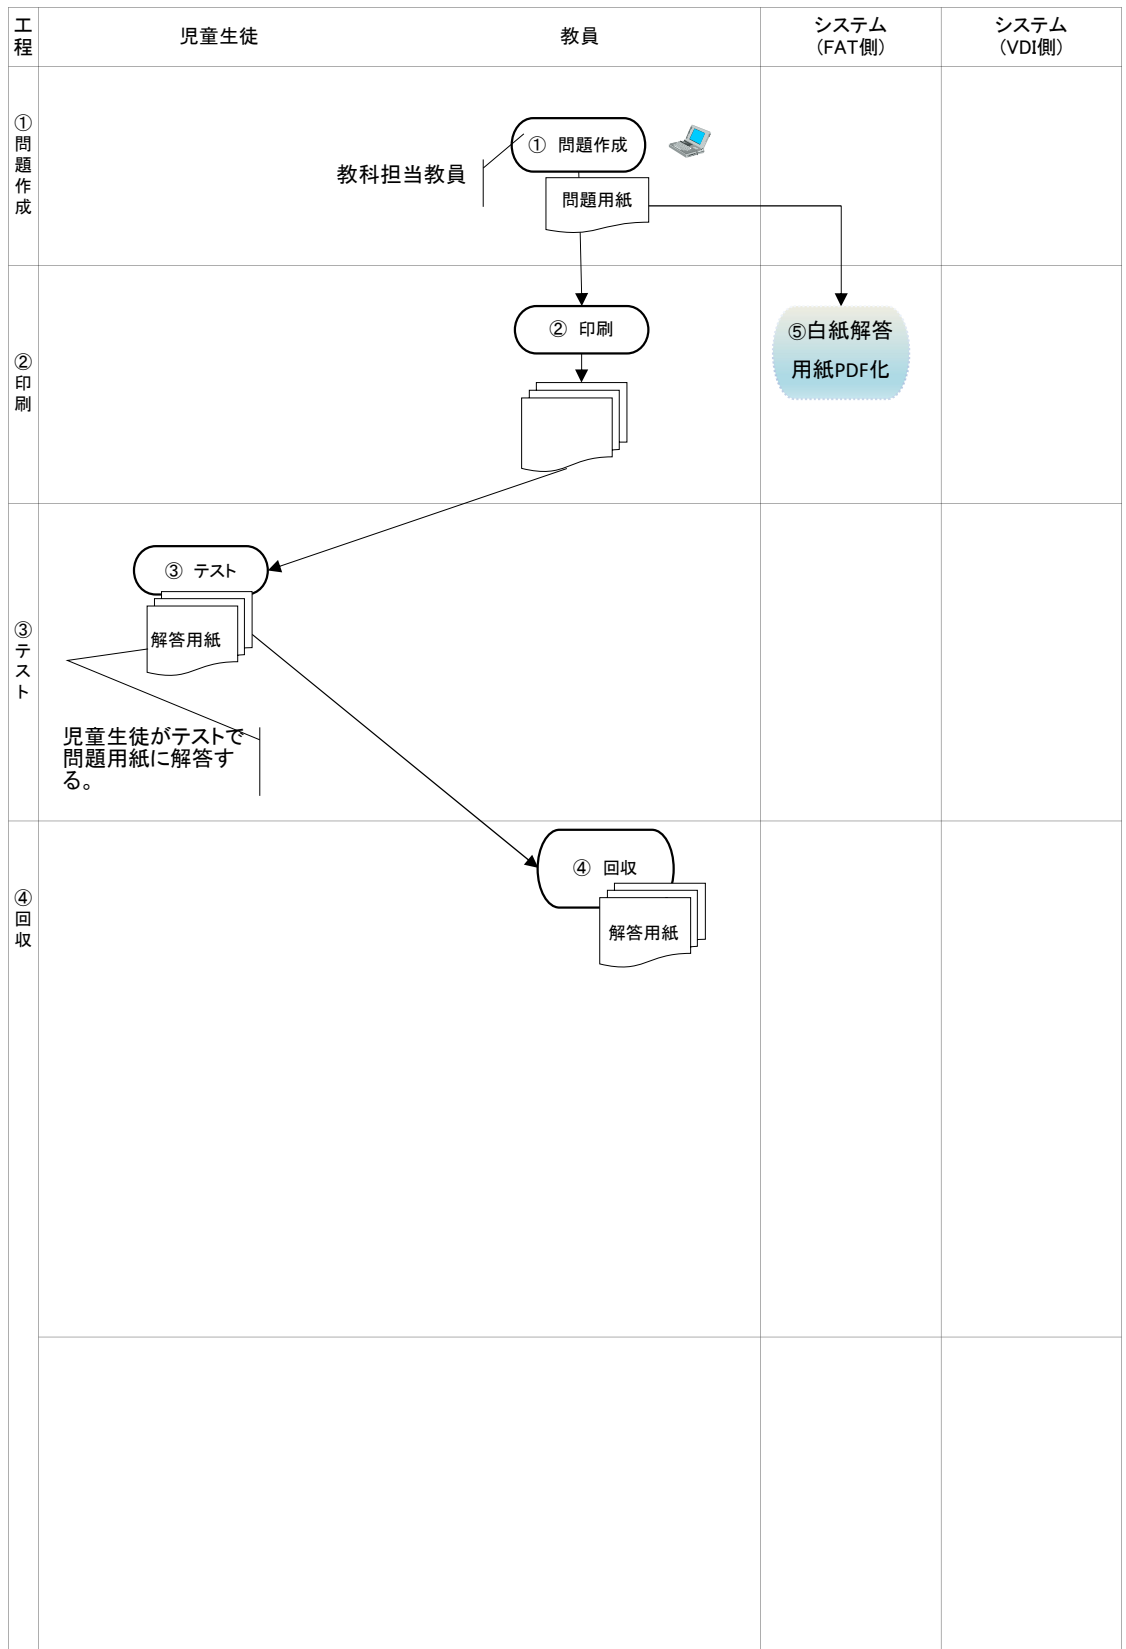 工程
児童生徒
教員
システム
（FAT側）
システム
（VDI側）
①問題作成
① 問題作成
教科担当教員
問題用紙
②印刷
② 印刷
⑤白紙解答
用紙PDF化
③テスト
③ テスト
解答用紙
児童生徒がテストで
問題用紙に解答す
る。
④回収
④ 回収
解答用紙